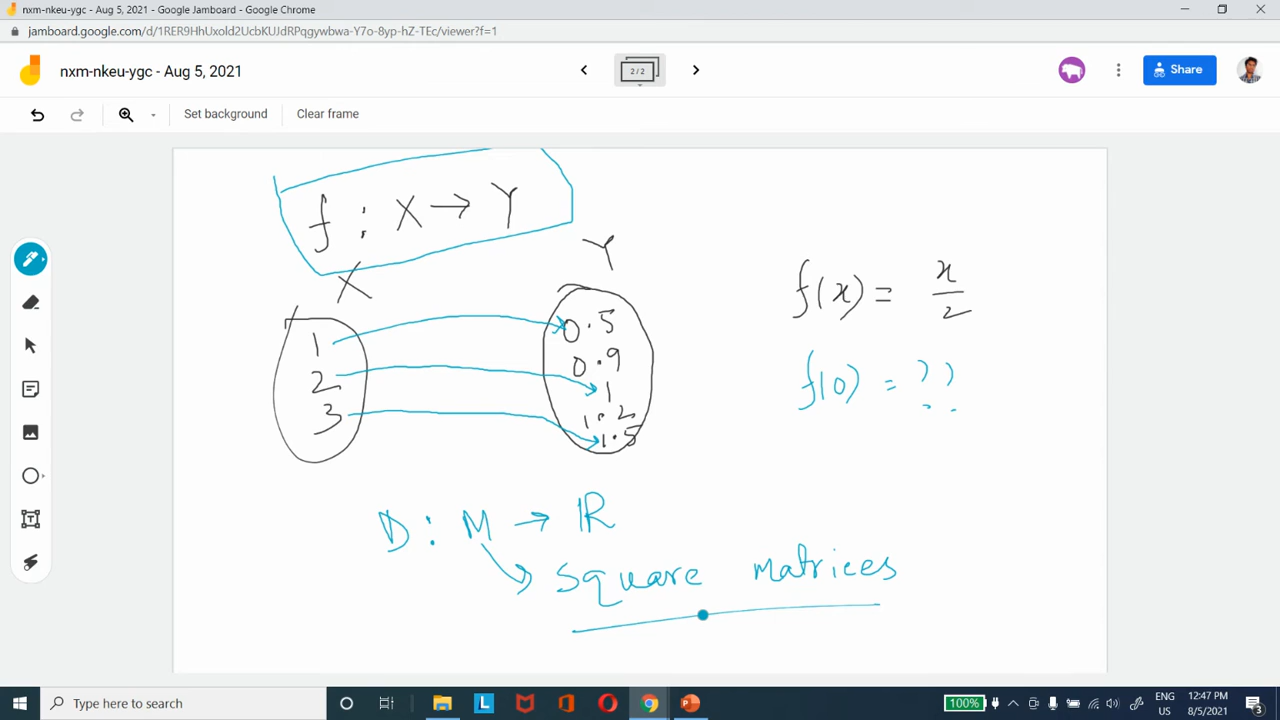 nxm-nkeu-ygc - Aug 5, 2021 - Google Jamboard - Google Chrome
jamboard.google.com/d/1RER9HhUxold2UcbKUJdRPqgywbwa-Y7o-8yp-hZ-TEc/viewer?f=1
nxm-nkeu-ygc - Aug 5, 2021
2 / 2
Share
Set background
Clear frame
f : X → Y
X
Y
1
2
3
0.5
0.9
1
1.2
1.5
f(x) = x/2
f(0) = ??
D : M → ℝ
square matrices
Type here to search
100%
ENG
US
12:47 PM
8/5/2021
3